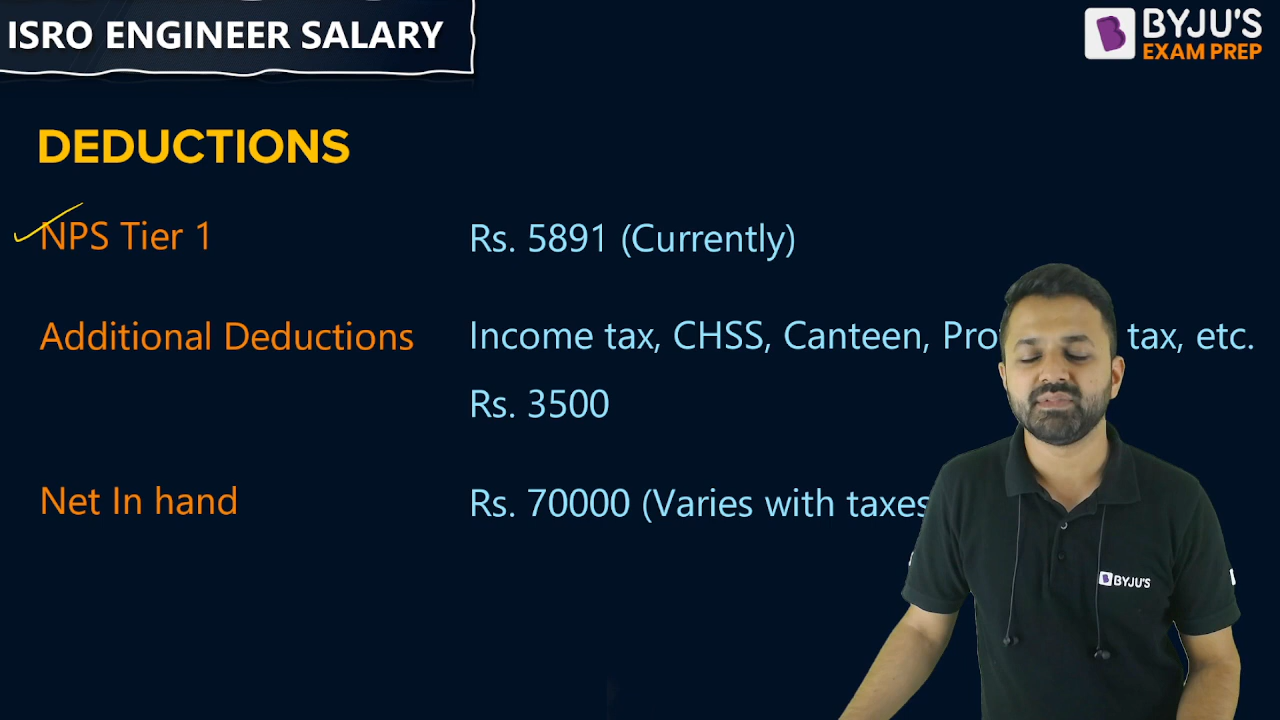 ISRO ENGINEER SALARY
BYJU'S
EXAM PREP
DEDUCTIONS
NPS Tier 1 Rs. 5891 (Currently)
Additional Deductions Income tax, CHSS, Canteen, tax, etc.
Rs. 3500
Net In hand Rs. 70000 (Varies with taxes
BYJU'S